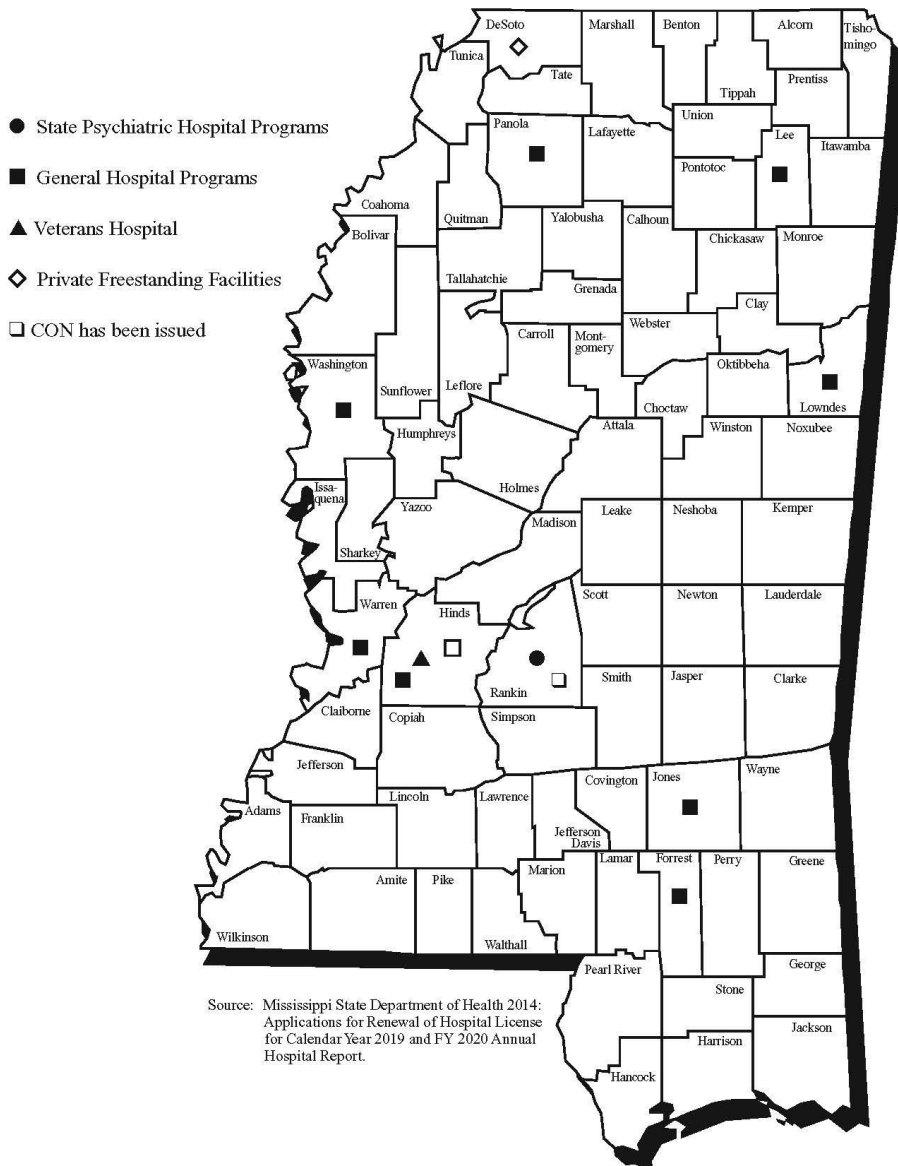 DeSoto
Marshall
Benton
Alcorn
Tisho-
mingo
Tunica
Tate
Tippah
Prentiss
Union
Panola
Lafayette
Lee
Itawamba
Pontotoc
Coahoma
Quitman
Bolivar
Yalobusha
Calhoun
Chickasaw
Monroe
Tallahatchie
Grenada
Clay
Carroll
Mont-
gomery
Webster
Washington
Oktibbeha
Sunflower
Leflore
Choctaw
Lowndes
Humphreys
Attala
Winston
Noxubee
Holmes
Issa-
quena
Yazoo
Madison
Leake
Neshoba
Kemper
Sharkey
Warren
Hinds
Scott
Newton
Lauderdale
Rankin
Smith
Jasper
Clarke
Claiborne
Copiah
Simpson
Jefferson
Covington
Jones
Wayne
Adams
Lincoln
Lawrence
Franklin
Jefferson
Davis
Marion
Lamar
Forrest
Perry
Greene
Amite
Pike
Wilkinson
Walthall
Pearl River
George
Stone
Jackson
Harrison
Hancock
State Psychiatric Hospital Programs
General Hospital Programs
Veterans Hospital
Private Freestanding Facilities
CON has been issued
Source: Mississippi State Department of Health 2014:
Applications for Renewal of Hospital License
for Calendar Year 2019 and FY 2020 Annual
Hospital Report.